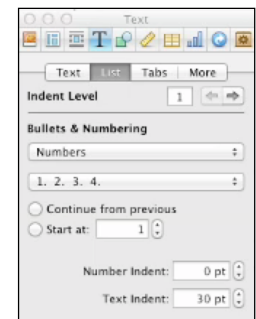 Text
T
Text List Tabs More
Indent Level 1
Bullets & Numbering
Numbers
1. 2. 3. 4.
Continue from previous
Start at: 1
Number Indent: 0 pt
Text Indent: 30 pt